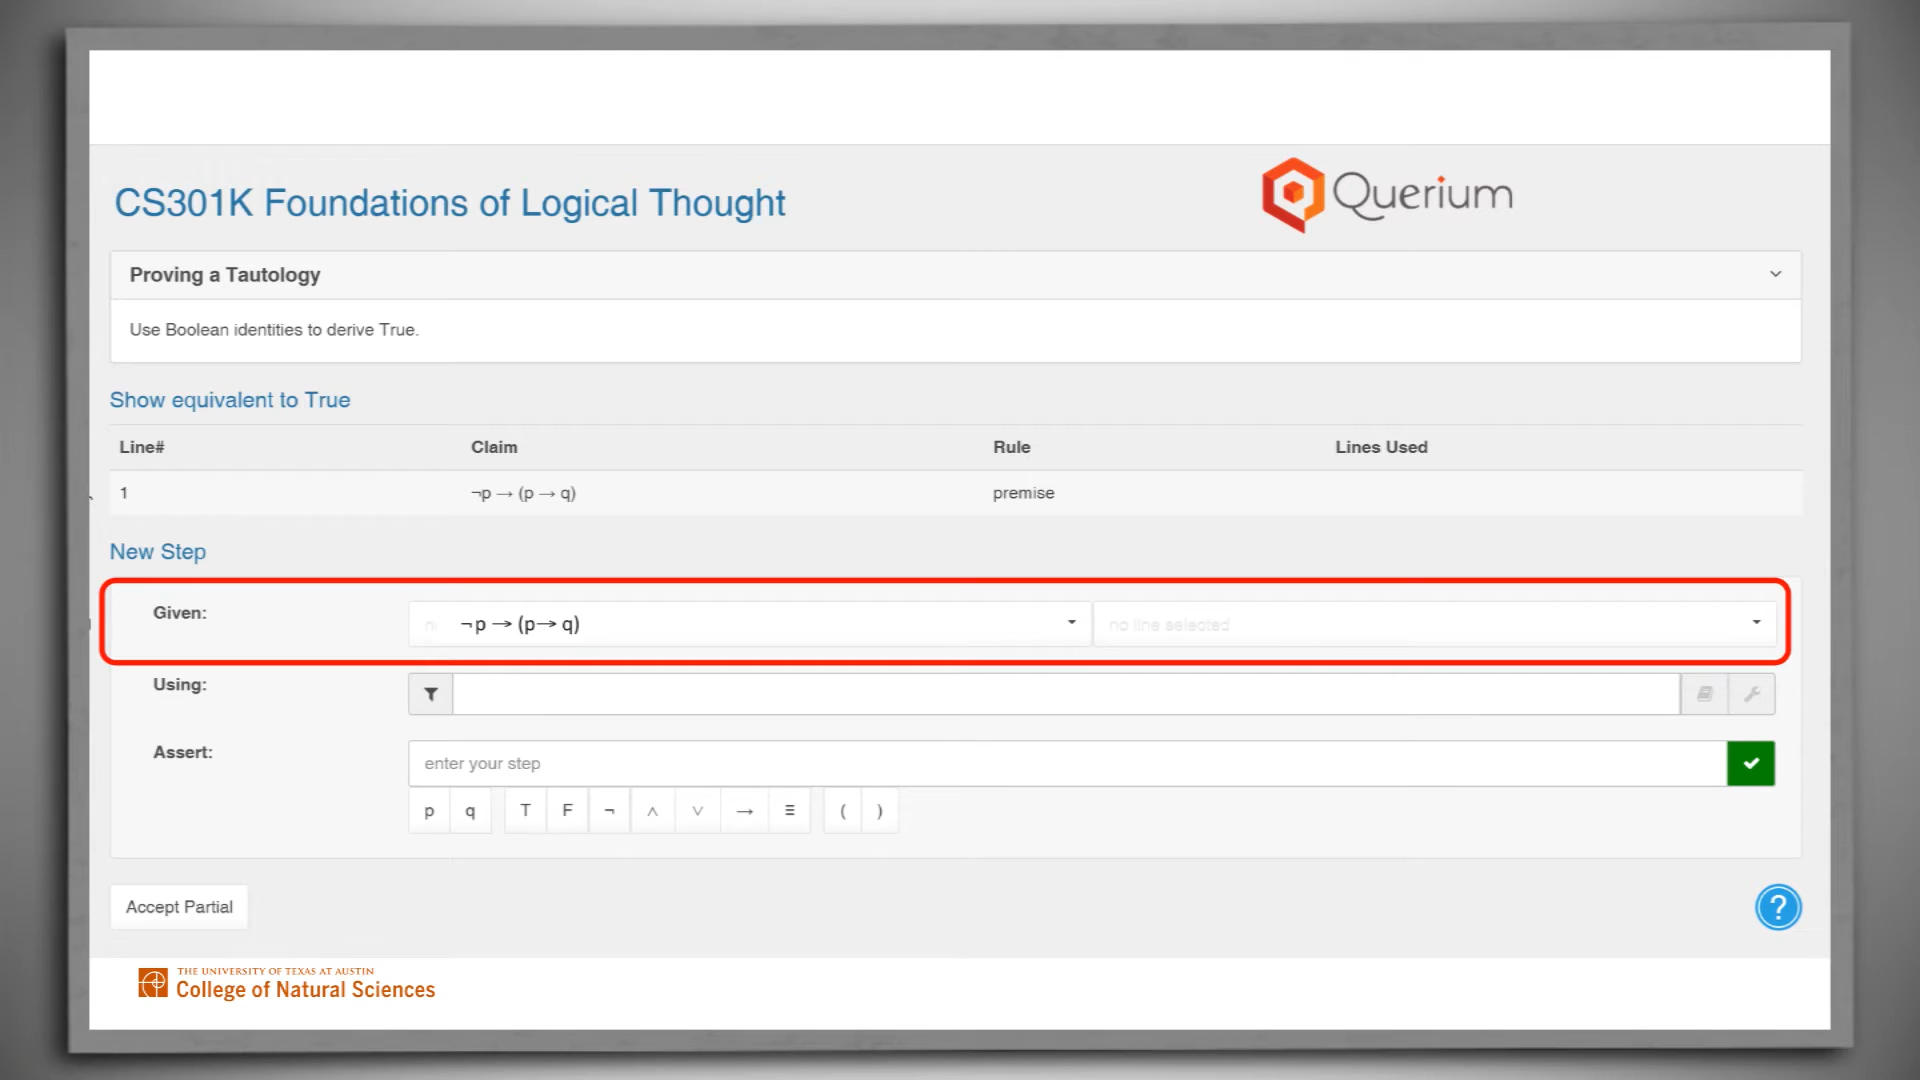 CS301K Foundations of Logical Thought
Querium
Proving a Tautology
Use Boolean identities to derive True.
Show equivalent to True
Line# Claim Rule Lines Used
1 ¬p → (p → q) premise
New Step
Given: ¬p → (p→ q) no line selected
Using:
Assert: enter your step
p q T F ¬ ∧ ∨ → ≡ ( )
Accept Partial
?
THE UNIVERSITY OF TEXAS AT AUSTIN
College of Natural Sciences